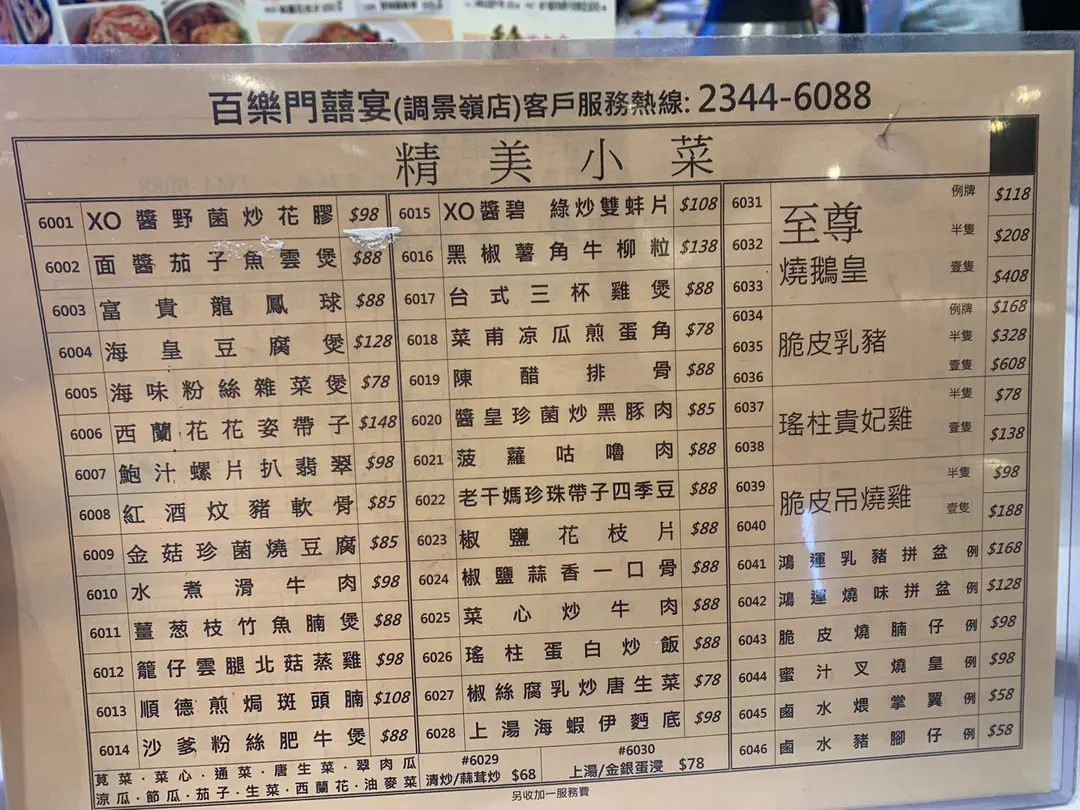 百樂門囍宴(調景嶺店)客戶服務熱線: 2344-6088
精美小菜
6001 XO醬野菌炒花膠 $98
6002 面醬茄子魚雲煲 $88
6003 富貴龍鳳球 $88
6004 海皇豆腐煲 $128
6005 海味粉絲雜菜煲 $78
6006 西蘭花花姿帶子 $148
6007 鮑汁螺片扒翡翠 $98
6008 紅酒炆豬軟骨 $85
6009 金菇珍菌燒豆腐 $85
6010 水煮滑牛肉 $98
6011 薑葱枝竹魚腩煲 $88
6012 籠仔雲腿北菇蒸雞 $98
6013 順德煎焗斑頭腩 $108
6014 沙爹粉絲肥牛煲 $88
莧菜·菜心·通菜·唐生菜·翠肉瓜
涼瓜·節瓜·茄子·生菜·西蘭花·油麥菜
6015 XO醬碧 綠炒雙蚌片 $108
6016 黑椒薯角牛柳粒 $138
6017 台式三杯雞煲 $88
6018 菜甫凉瓜煎蛋角 $78
6019 陳醋排骨 $88
6020 醬皇珍菌炒黑豚肉 $85
6021 菠蘿咕嚕肉 $88
6022 老干媽珍珠帶子四季豆 $88
6023 椒鹽花枝片 $88
6024 椒鹽蒜香一口骨 $88
6025 菜心炒牛肉 $88
6026 瑤柱蛋白炒飯 $88
6027 椒絲腐乳炒唐生菜 $78
6028 上湯海蝦伊麵底 $98
#6029
清炒/蒜茸炒 $68
#6030
上湯/金銀蛋浸 $78
至尊
燒鵝皇
6031 例牌 $118
6032 半隻 $208
6033 壹隻 $408
脆皮乳豬
6034 例牌 $168
6035 半隻 $328
6036 壹隻 $608
瑤柱貴妃雞
6037 半隻 $78
6038 壹隻 $138
脆皮吊燒雞
6039 半隻 $98
6040 壹隻 $188
6041 鴻運乳豬拼盆 例 $168
6042 鴻運燒味拼盆 例 $128
6043 脆皮燒腩仔 例 $98
6044 蜜汁叉燒皇 例 $98
6045 鹵水煨掌翼 例 $58
6046 鹵水豬腳仔 例 $58
另收加一服務費